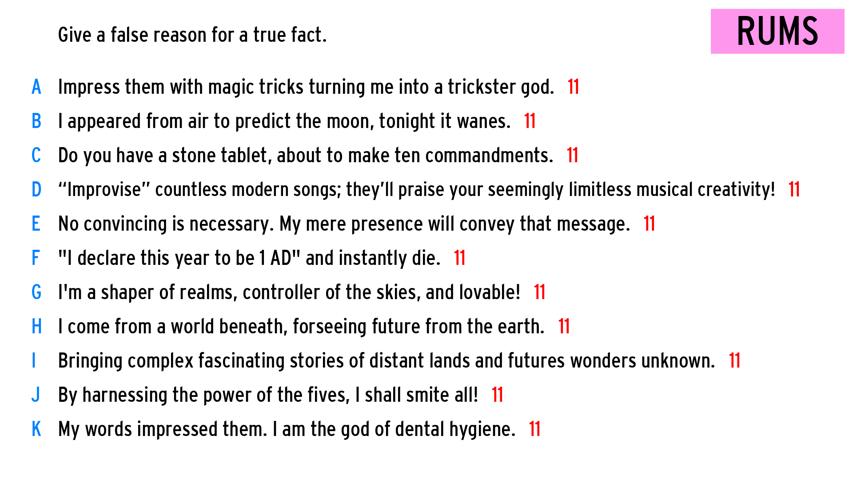 Give a false reason for a true fact.
RUMS
A Impress them with magic tricks turning me into a trickster god. 11
B I appeared from air to predict the moon, tonight it wanes. 11
C Do you have a stone tablet, about to make ten commandments. 11
D “Improvise” countless modern songs; they’ll praise your seemingly limitless musical creativity! 11
E No convincing is necessary. My mere presence will convey that message. 11
F "I declare this year to be 1 AD" and instantly die. 11
G I'm a shaper of realms, controller of the skies, and lovable! 11
H I come from a world beneath, forseeing future from the earth. 11
I Bringing complex fascinating stories of distant lands and futures wonders unknown. 11
J By harnessing the power of the fives, I shall smite all! 11
K My words impressed them. I am the god of dental hygiene. 11